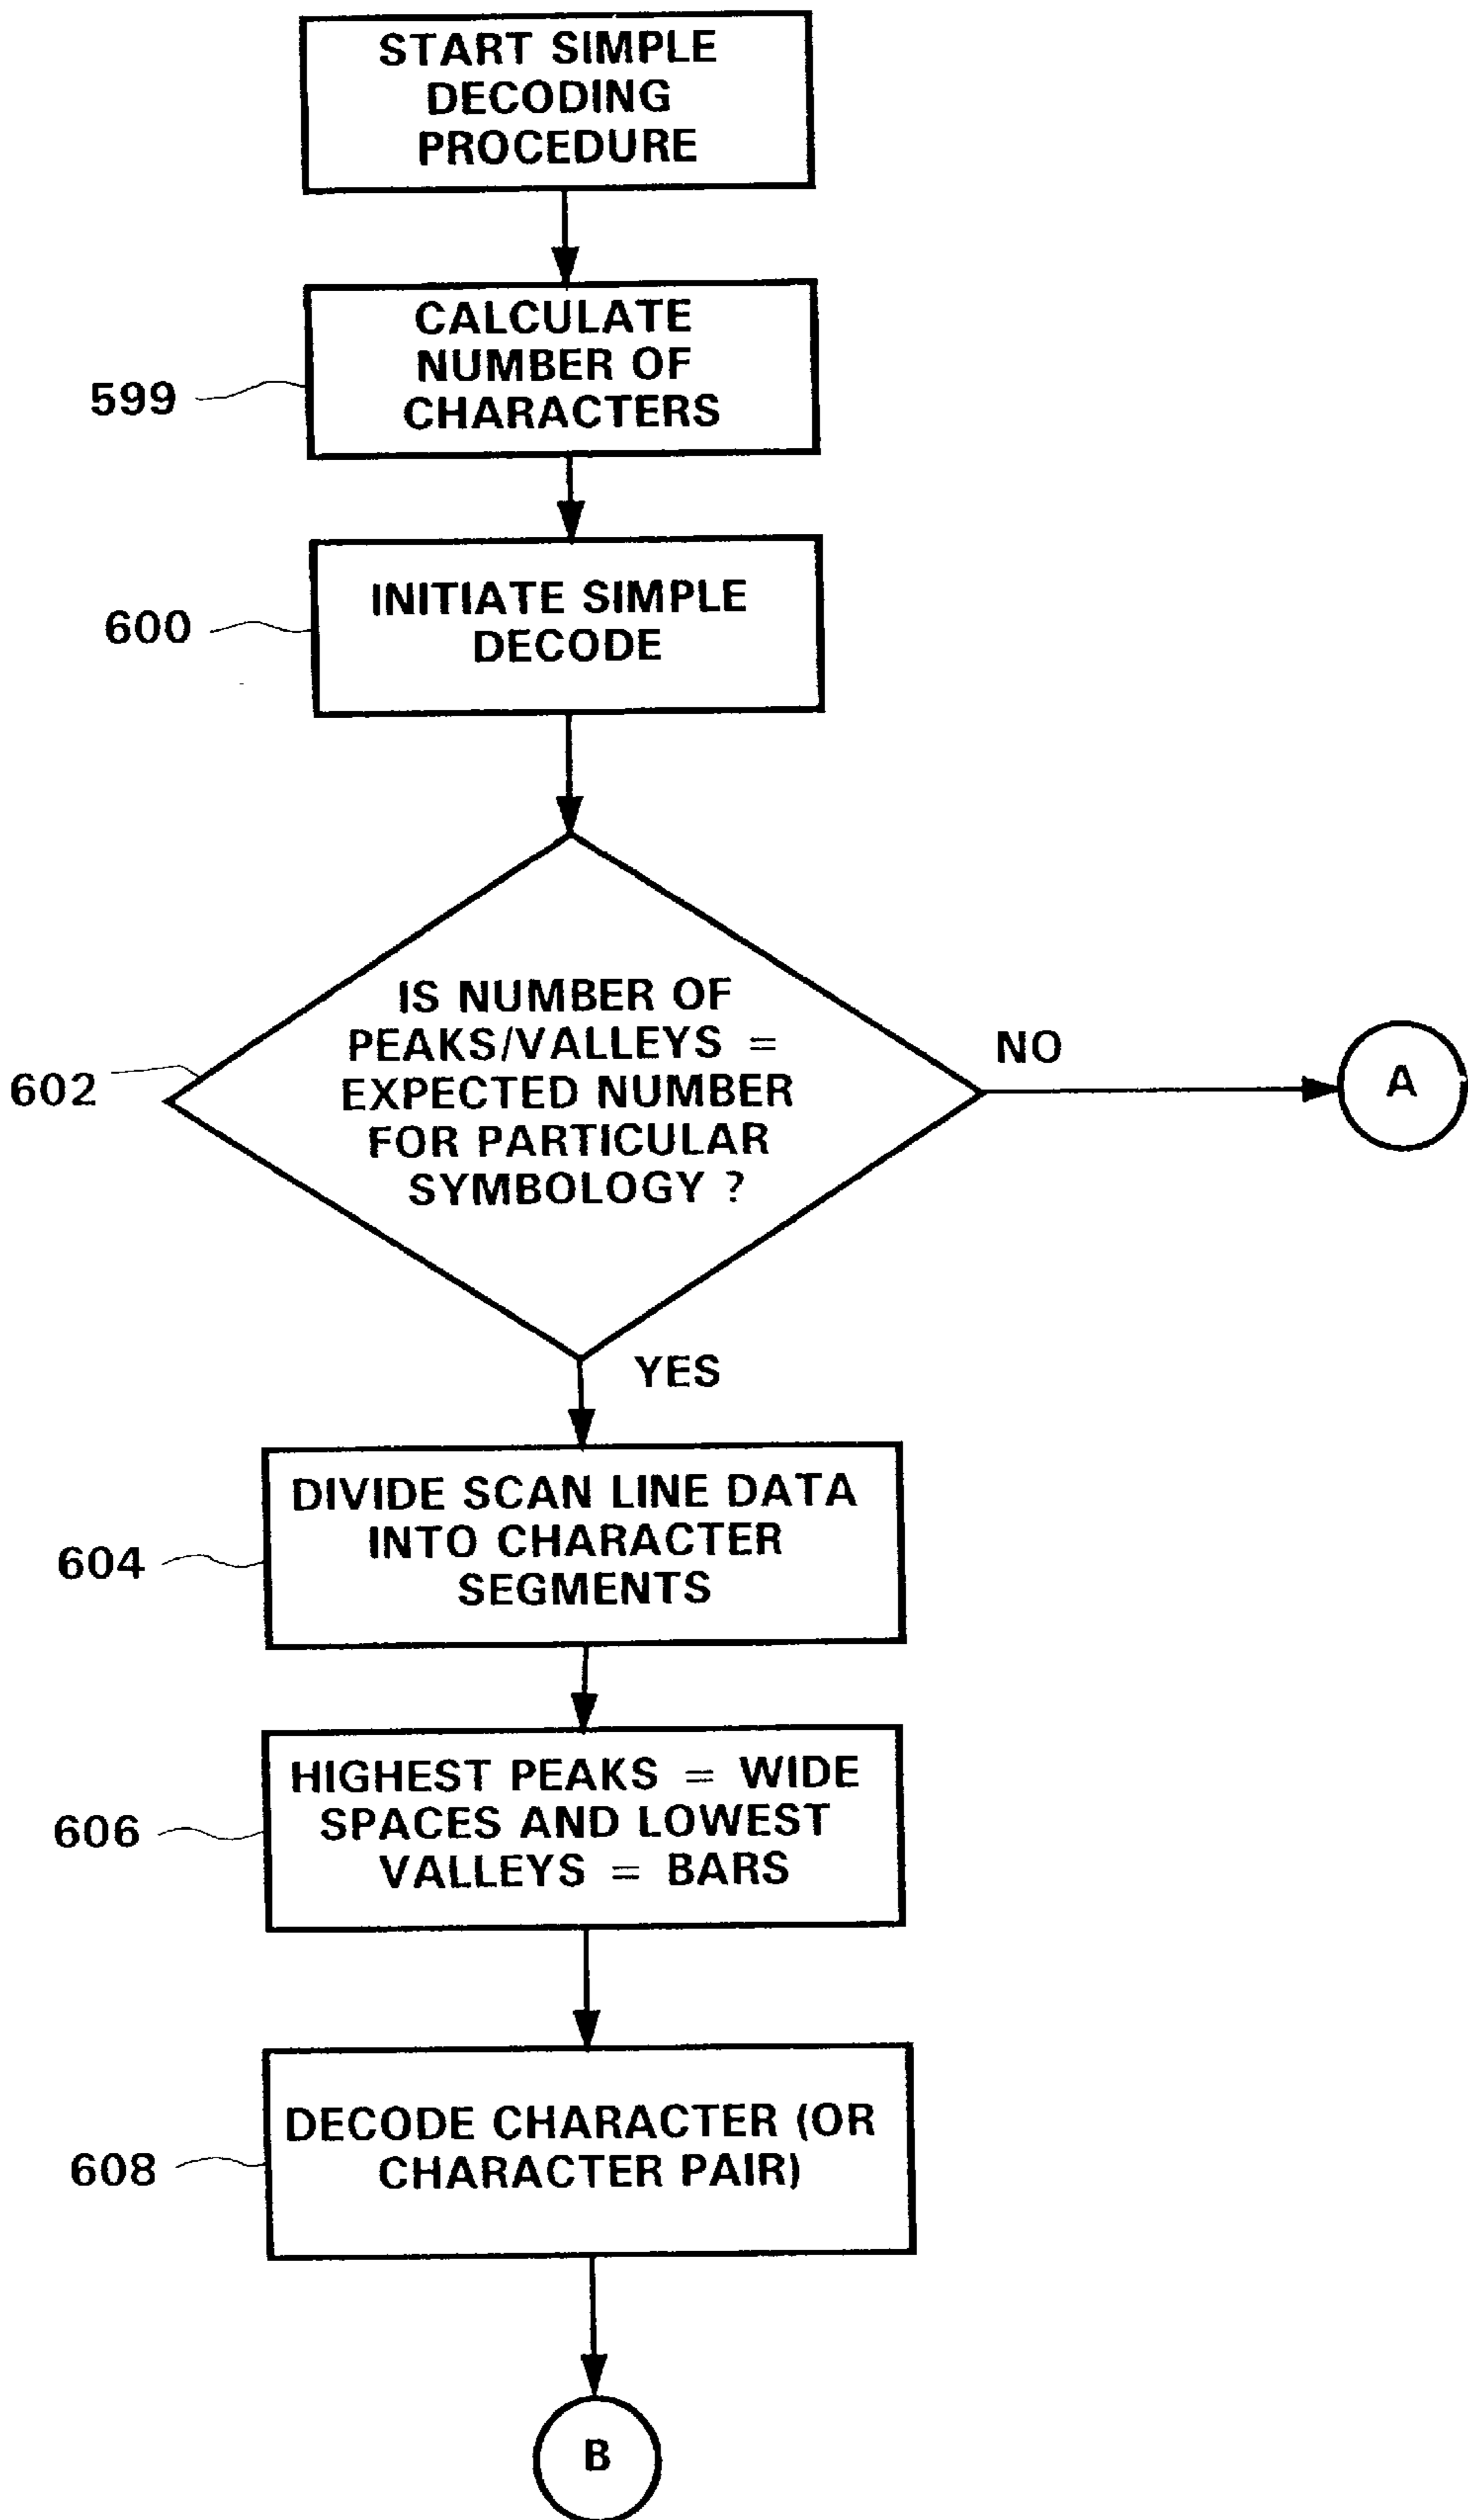 START SIMPLE
DECODING
PROCEDURE
CALCULATE
NUMBER OF
CHARACTERS
599
INITIATE SIMPLE
DECODE
600
IS NUMBER OF
PEAKS/VALLEYS =
EXPECTED NUMBER
FOR PARTICULAR
SYMBOLOGY ?
602
NO
A
YES
DIVIDE SCAN LINE DATA
INTO CHARACTER
SEGMENTS
604
HIGHEST PEAKS = WIDE
SPACES AND LOWEST
VALLEYS = BARS
606
DECODE CHARACTER (OR
CHARACTER PAIR)
608
B